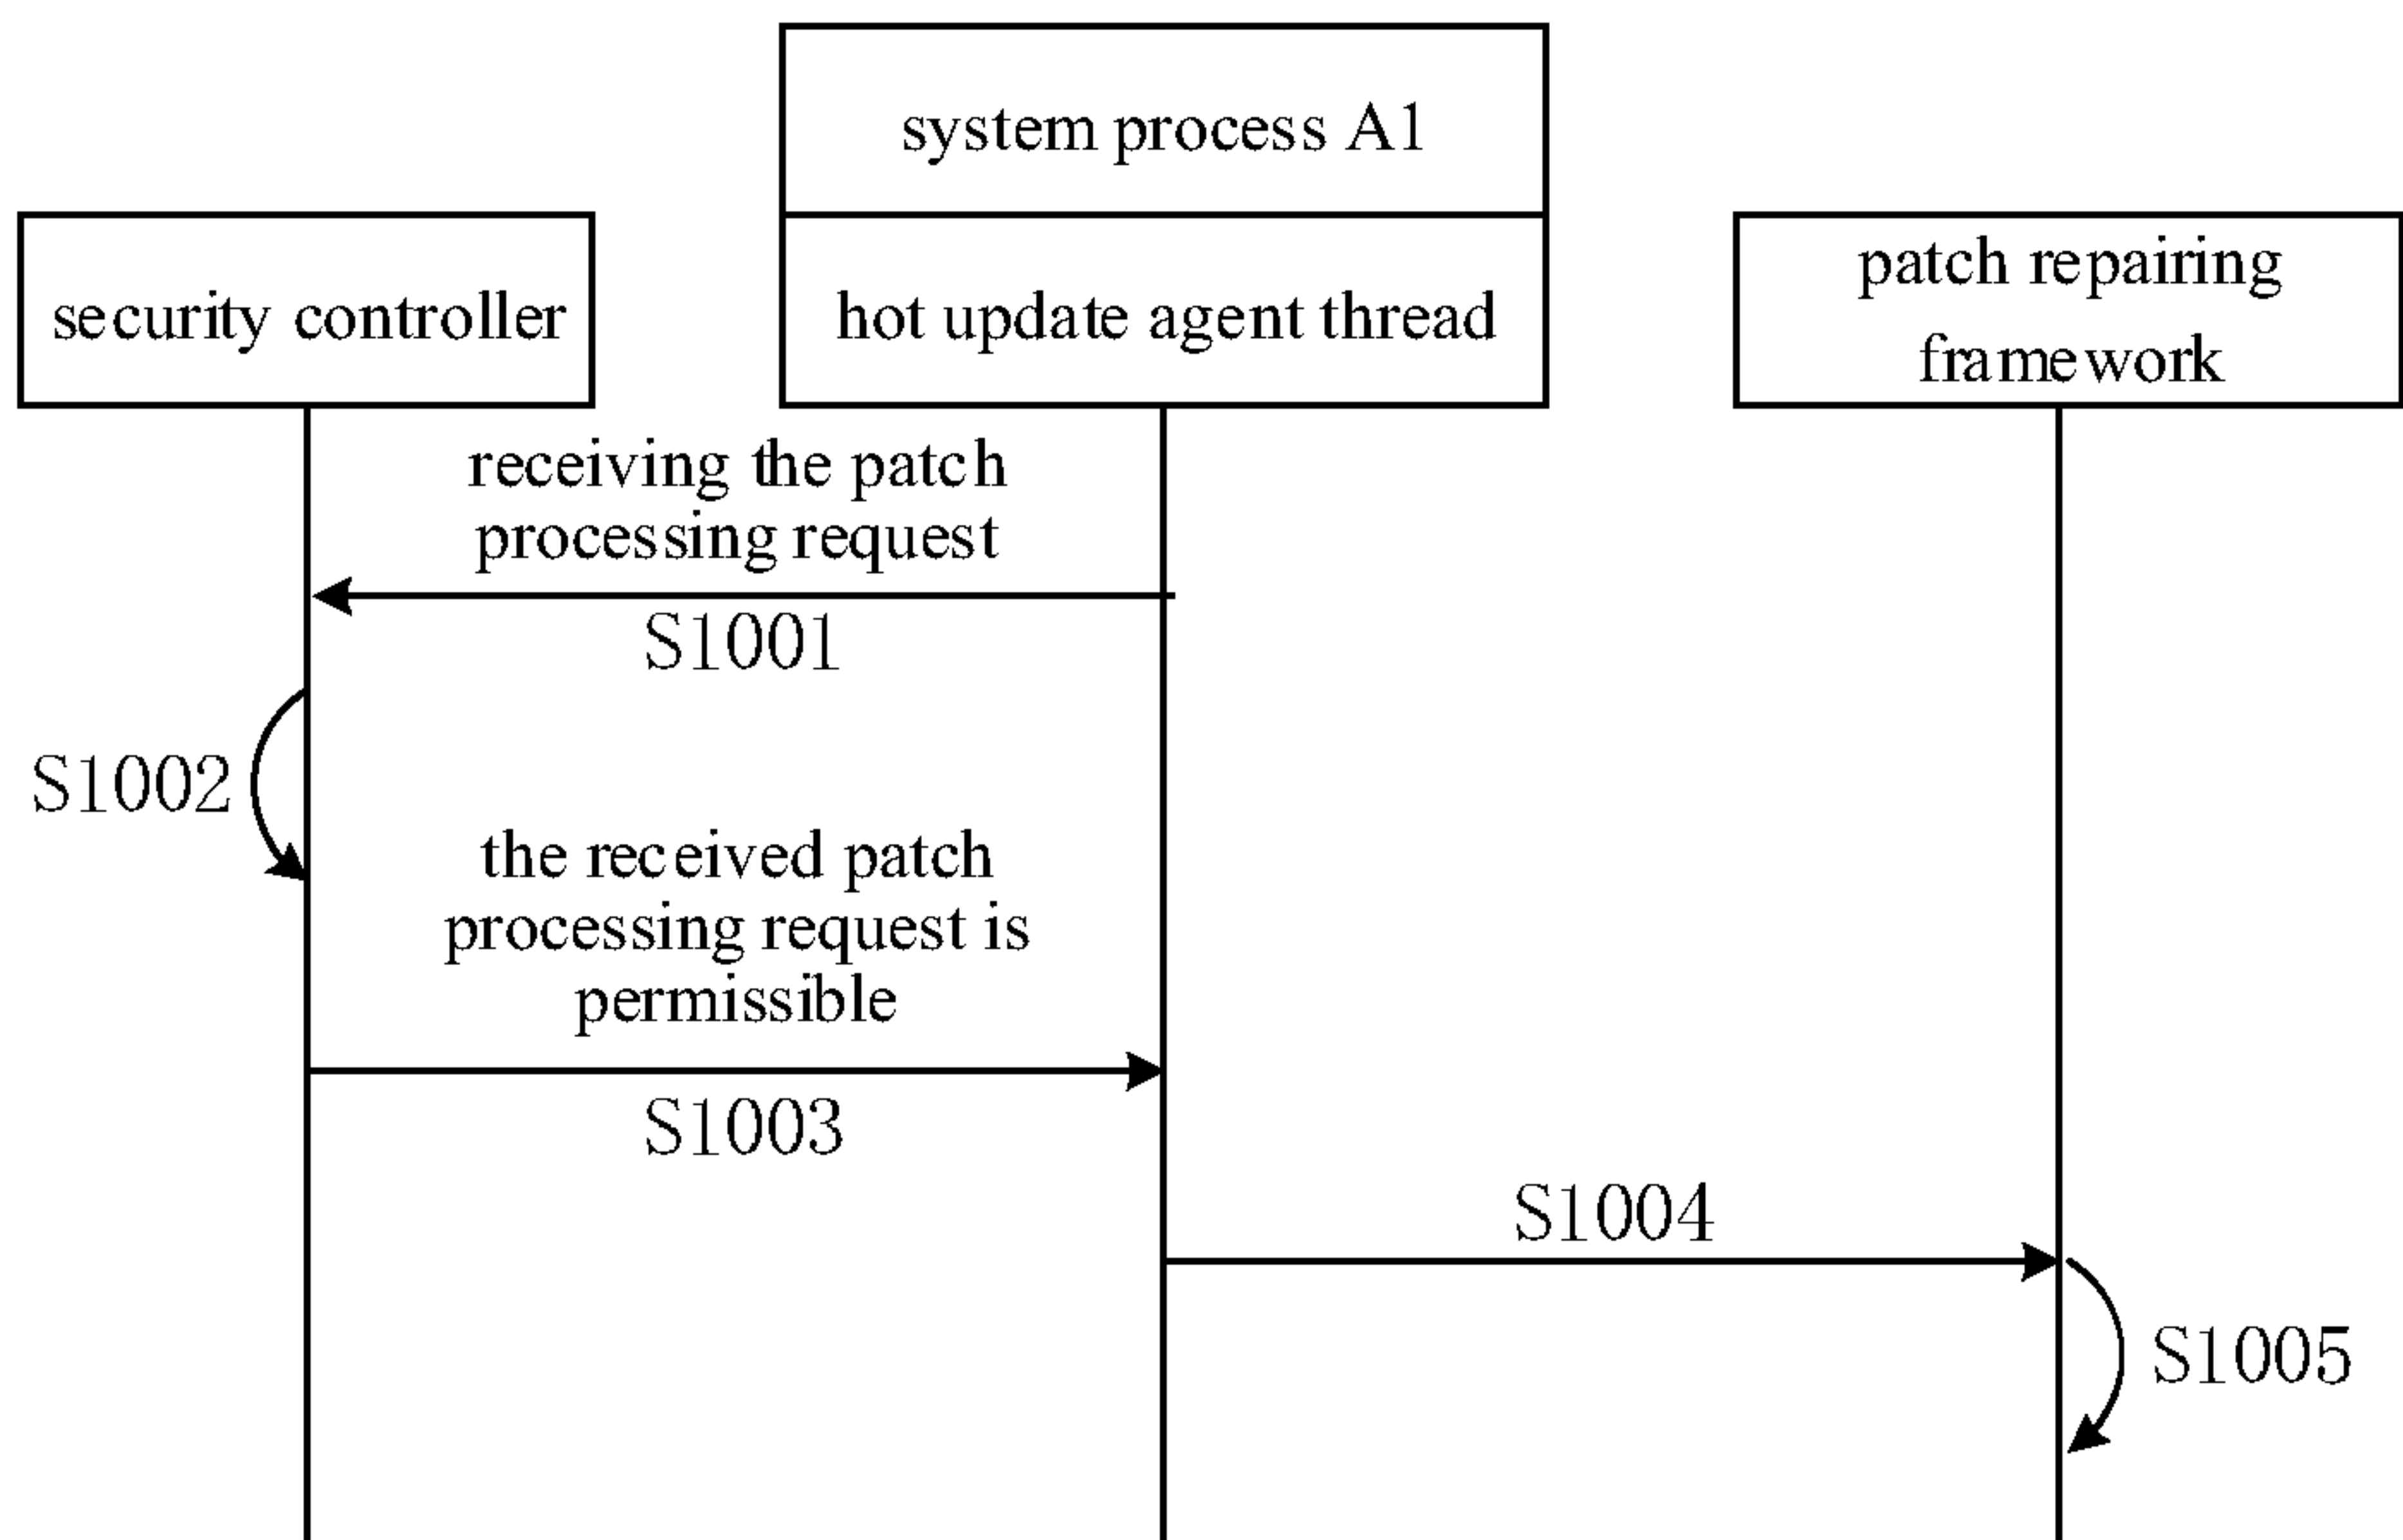 system process A1
security controller
hot update agent thread
patch repairing
framework
receiving the patch
processing request
S1001
S1002
the received patch
processing request is
permissible
S1003
S1004
S1005